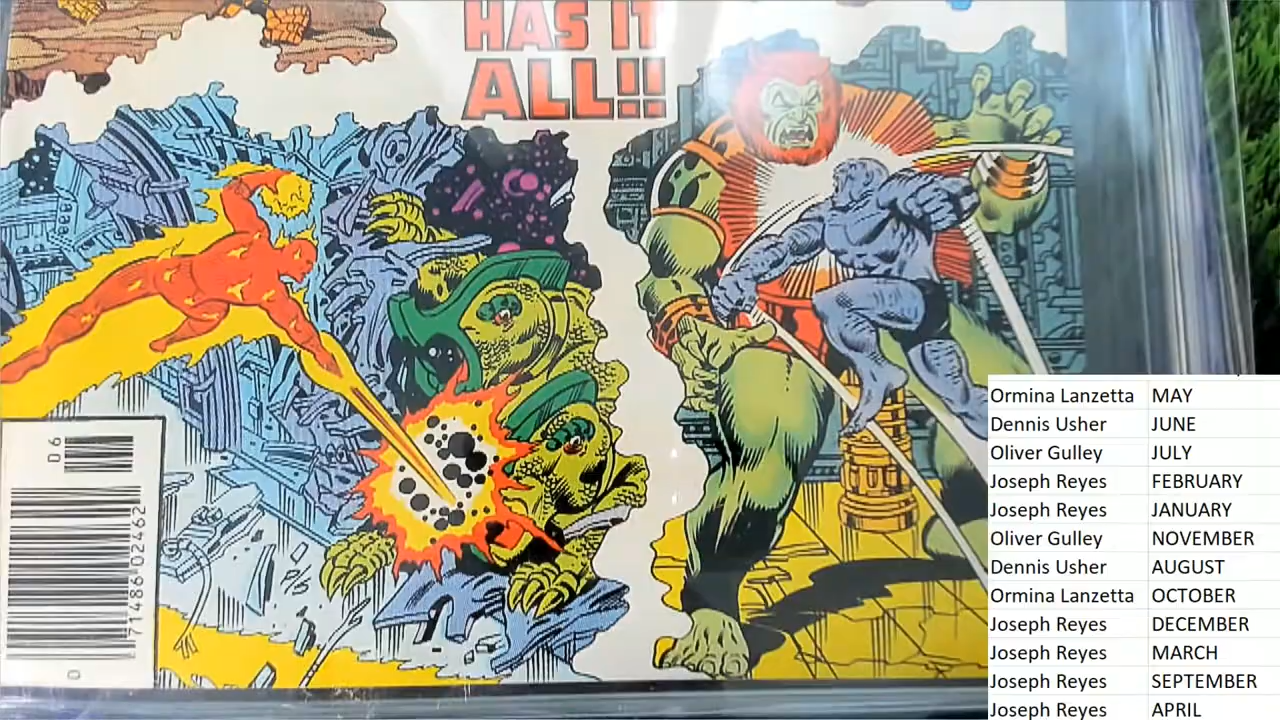 HAS IT
ALL!!
06
71486 02462
0
Ormina Lanzetta MAY
Dennis Usher JUNE
Oliver Gulley JULY
Joseph Reyes FEBRUARY
Joseph Reyes JANUARY
Oliver Gulley NOVEMBER
Dennis Usher AUGUST
Ormina Lanzetta OCTOBER
Joseph Reyes DECEMBER
Joseph Reyes MARCH
Joseph Reyes SEPTEMBER
Joseph Reyes APRIL